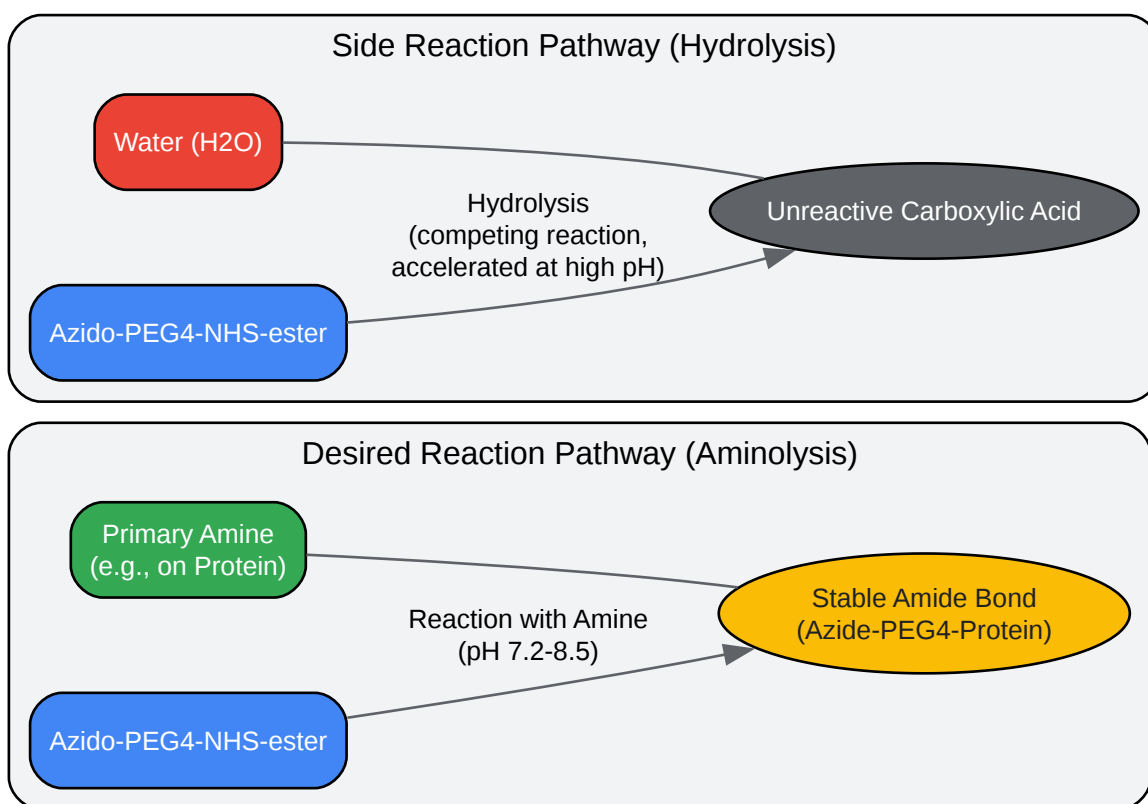 Side Reaction Pathway (Hydrolysis)
Water (H2O)
Hydrolysis
(competing reaction,
accelerated at high pH)
Unreactive Carboxylic Acid
Azido-PEG4-NHS-ester
Desired Reaction Pathway (Aminolysis)
Primary Amine
(e.g., on Protein)
Reaction with Amine
(pH 7.2-8.5)
Stable Amide Bond
(Azide-PEG4-Protein)
Azido-PEG4-NHS-ester